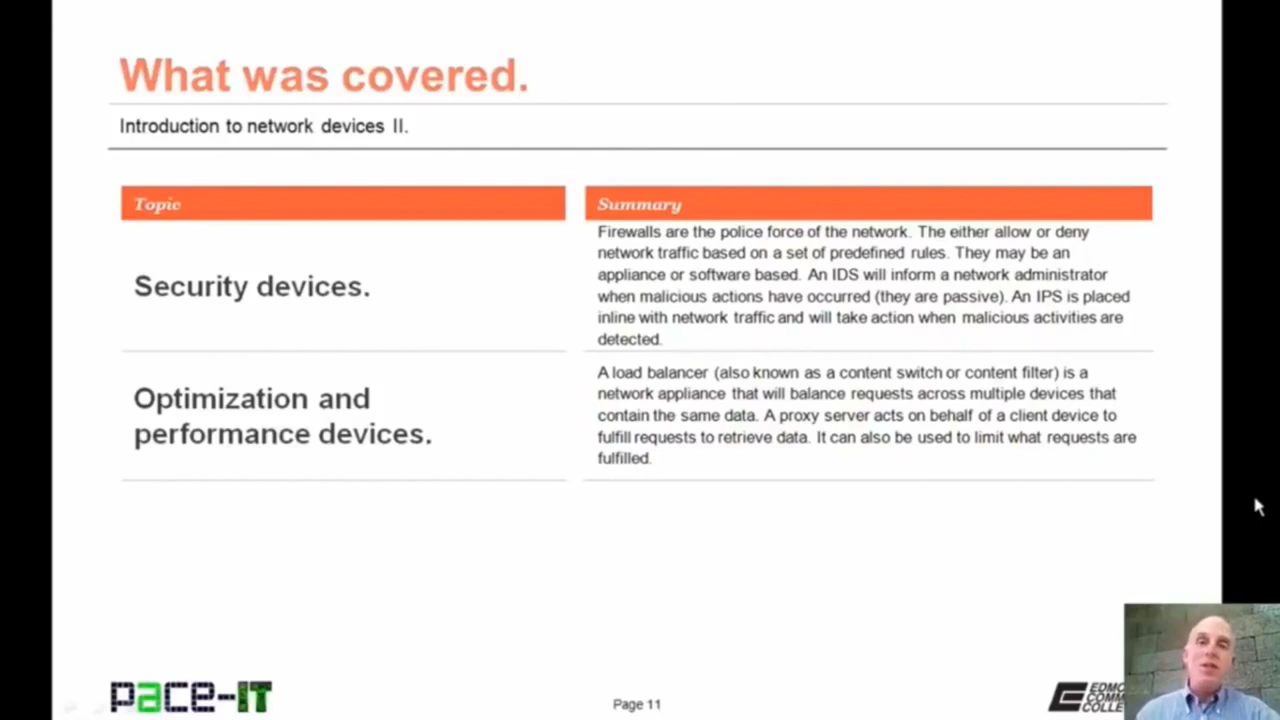 What was covered.
Introduction to network devices II.
Topic
Summary
Security devices.
Firewalls are the police force of the network. The either allow or deny
network traffic based on a set of predefined rules. They may be an
appliance or software based. An IDS will inform a network administrator
when malicious actions have occurred (they are passive). An IPS is placed
inline with network traffic and will take action when malicious activities are
detected.
Optimization and
performance devices.
A load balancer (also known as a content switch or content filter) is a
network appliance that will balance requests across multiple devices that
contain the same data. A proxy server acts on behalf of a client device to
fulfill requests to retrieve data. It can also be used to limit what requests are
fulfilled.
pace-IT
Page 11